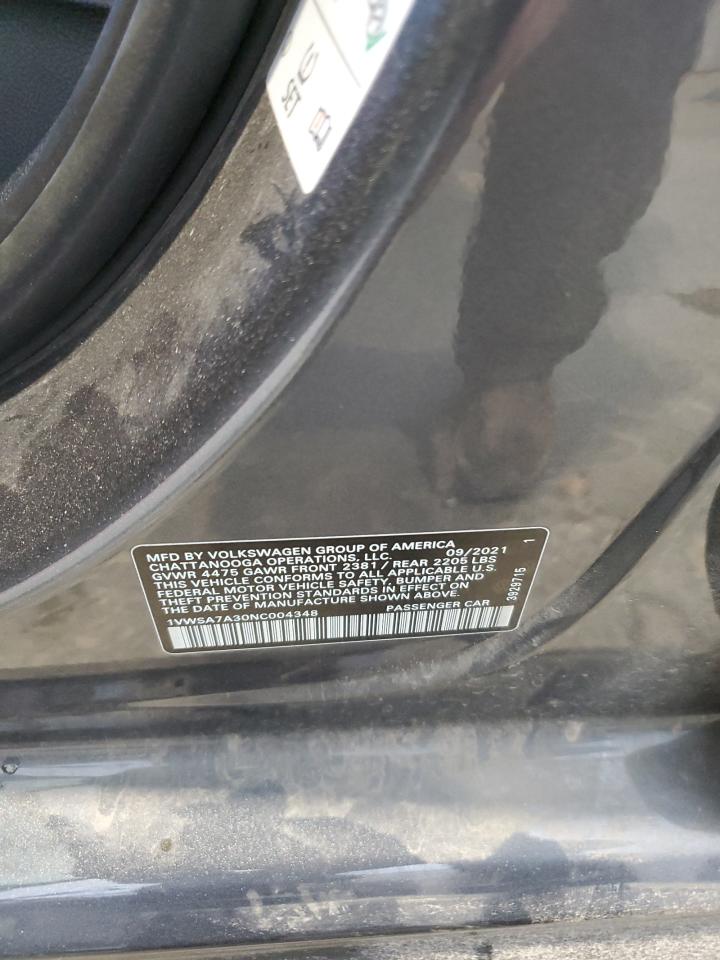 MFD BY VOLKSWAGEN GROUP OF AMERICA
CHATTANOOGA OPERATIONS, LLC. 09/2021 1
GVWR 4475 GAWR FRONT 2381 / REAR 2205 LBS
THIS VEHICLE CONFORMS TO ALL APPLICABLE U.S.
FEDERAL MOTOR VEHICLE SAFETY, BUMPER AND
THEFT PREVENTION STANDARDS IN EFFECT ON
THE DATE OF MANUFACTURE SHOWN ABOVE.
1VWSA7A30NC004348 PASSENGER CAR
3929715